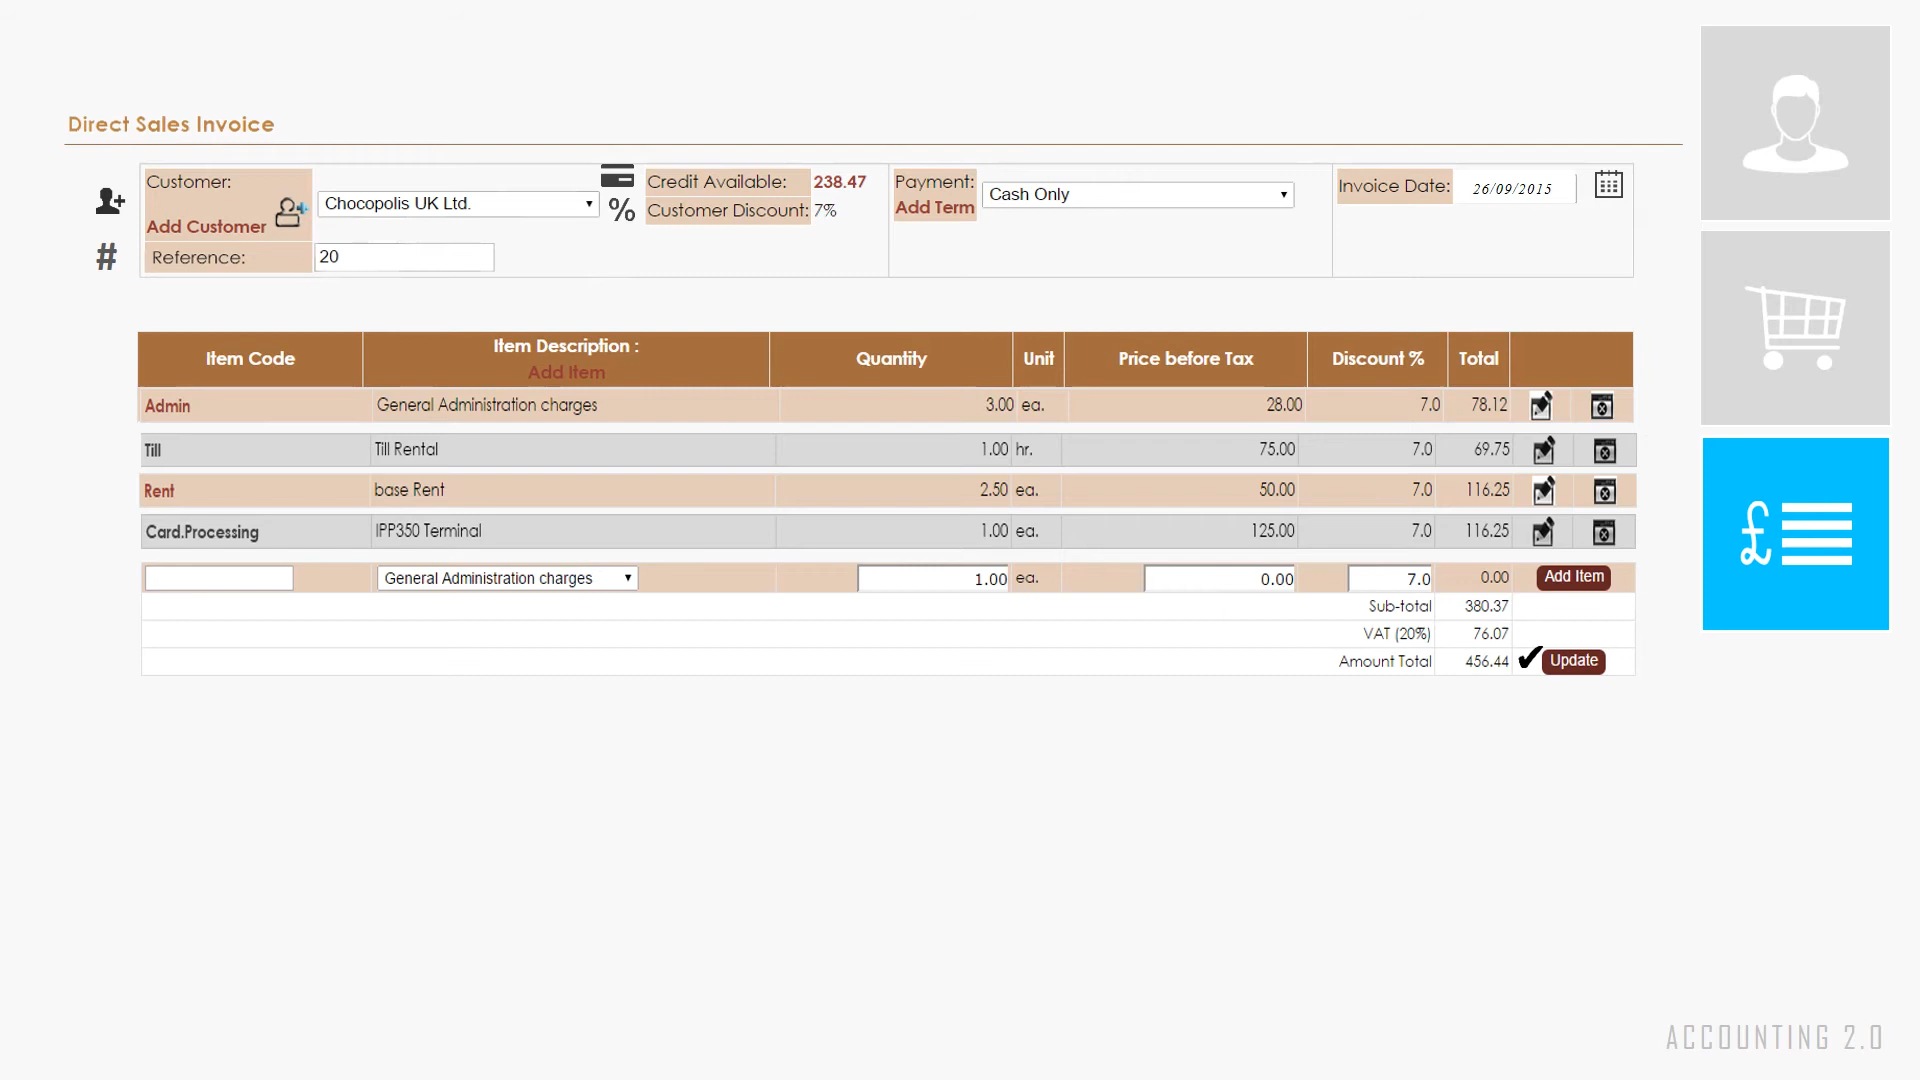 Direct Sales Invoice
Customer:
Add Customer
Chocopolis UK Ltd.
% Credit Available: 238.47
Customer Discount: 7%
Payment:
Add Term
Cash Only
Invoice Date: 26/09/2015
# Reference: 20
Item Code Item Description : Add Item Quantity Unit Price before Tax Discount % Total
Admin General Administration charges 3.00 ea. 28.00 7.0 78.12
Till Till Rental 1.00 hr. 75.00 7.0 69.75
Rent base Rent 2.50 ea. 50.00 7.0 116.25
Card.Processing IPP350 Terminal 1.00 ea. 125.00 7.0 116.25
General Administration charges 1.00 ea. 0.00 7.0 0.00 Add Item
Sub-total 380.37
VAT (20%) 76.07
Amount Total 456.44 Update
£
ACCOUNTING 2.0